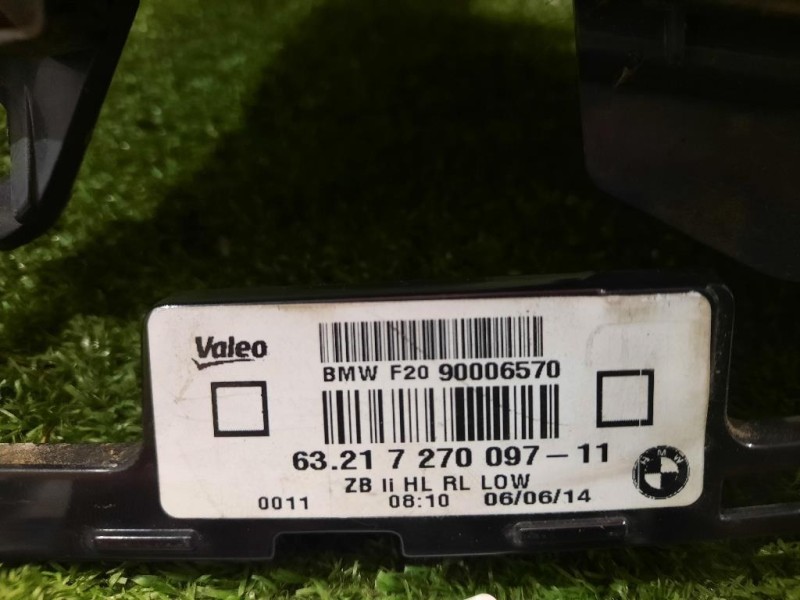 Valeo
BMW F20 90006570
63.21 7 270 097-11
ZB li HL RL LOW
0011 08:10 06/06/14
BMW